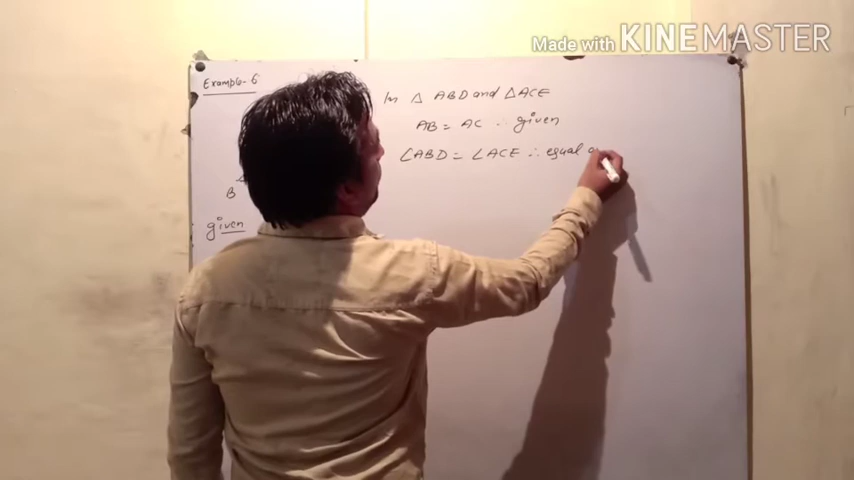 Made with KINEMASTER
Example-6
In △ ABD and △ACE
AB = AC ∴ given
∠ABD = ∠ACE ∴ equal
B
given